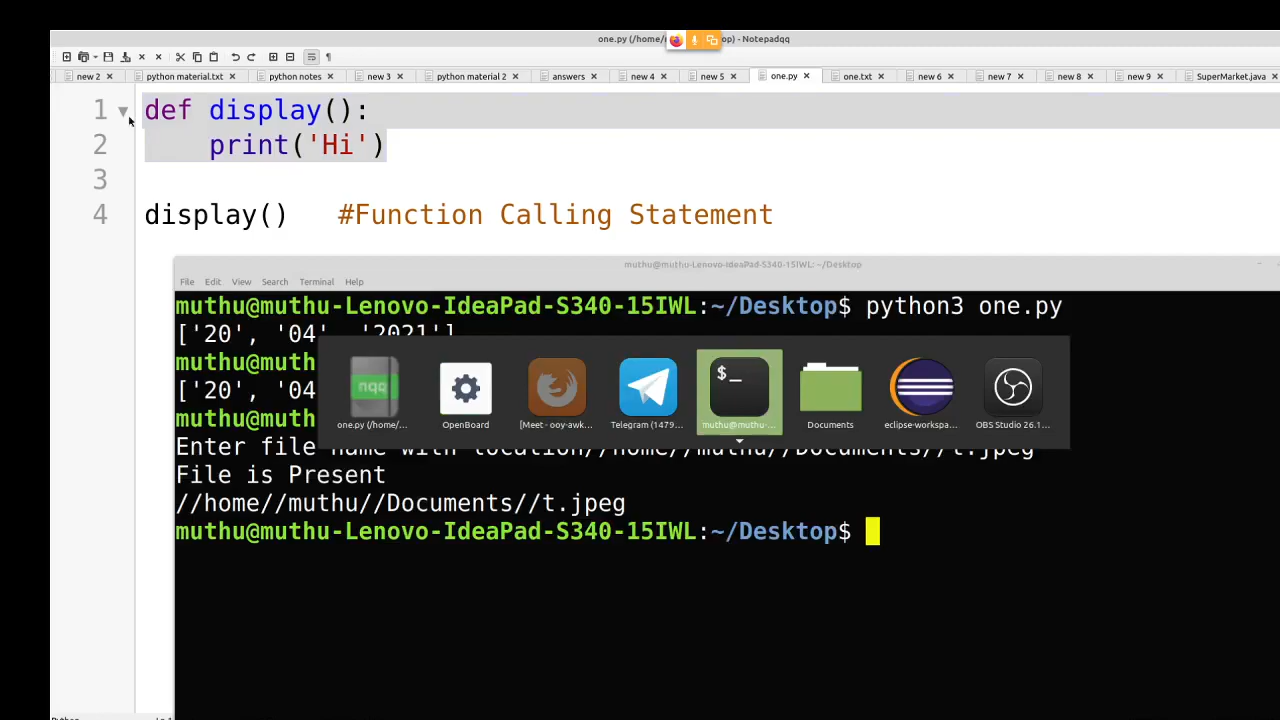 one.py (/home/ op) - Notepadqq
new 2 python material.txt python notes new 3 python material 2 answers new 4 new 5 one.py one.txt new 6 new 7 new 8 new 9 SuperMarket.java
1 def display():
2 print('Hi')
3
4 display() #Function Calling Statement
muthu@muthu-Lenovo-IdeaPad-S340-15IWL: ~/Desktop
File Edit View Search Terminal Help
muthu@muthu-Lenovo-IdeaPad-S340-15IWL:~/Desktop$ python3 one.py
['20', '04', '2021']
muth
['20', '04
muth
nqq
$_
one.py (/home/... OpenBoard [Meet - ooy-awk... Telegram (1479... muthu@muthu-... Documents eclipse-workspa... OBS Studio 26.1...
Enter file name with location//home//muthu//Documents//t.jpeg
File is Present
//home//muthu//Documents//t.jpeg
muthu@muthu-Lenovo-IdeaPad-S340-15IWL:~/Desktop$